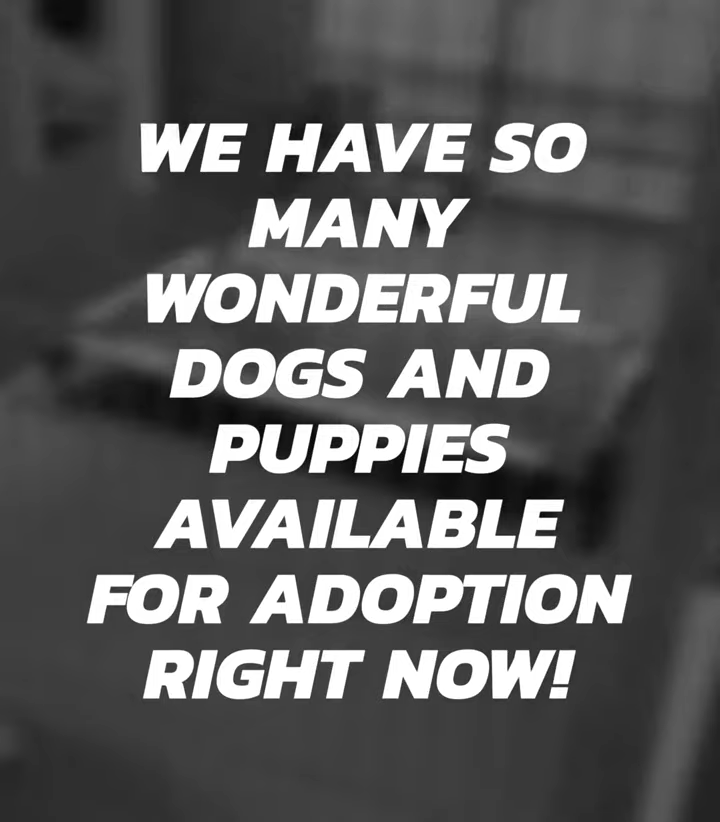 WE HAVE SO
MANY
WONDERFUL
DOGS AND
PUPPIES
AVAILABLE
FOR ADOPTION
RIGHT NOW!